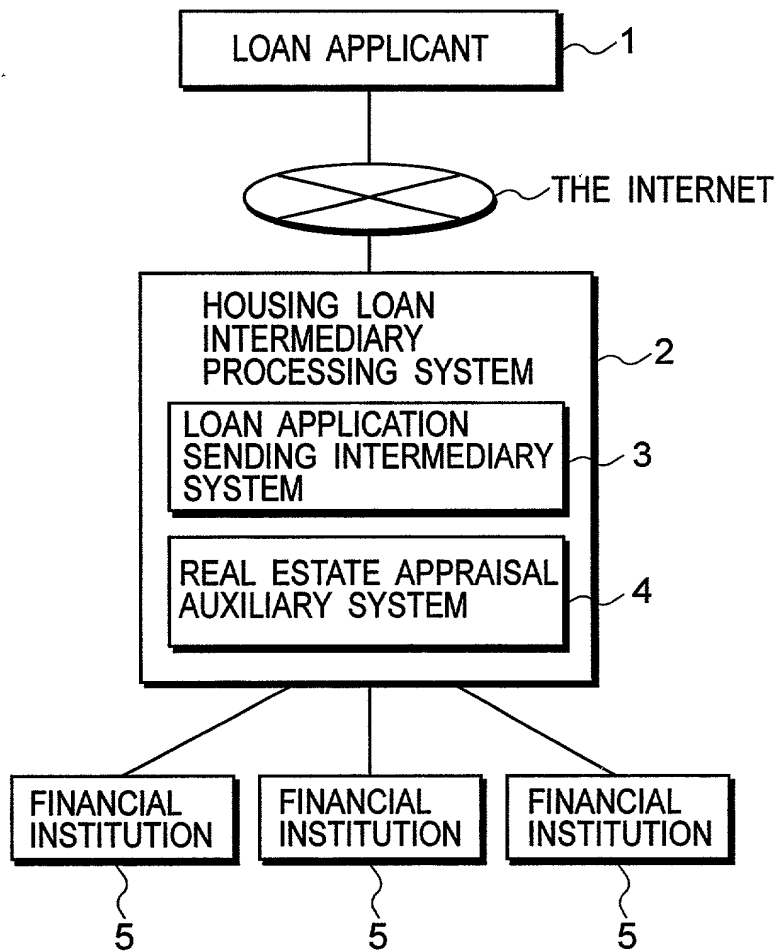 LOAN APPLICANT
1
THE INTERNET
HOUSING LOAN
INTERMEDIARY
PROCESSING SYSTEM
2
LOAN APPLICATION
SENDING INTERMEDIARY
SYSTEM
3
REAL ESTATE APPRAISAL
AUXILIARY SYSTEM
4
FINANCIAL
INSTITUTION
5
FINANCIAL
INSTITUTION
5
FINANCIAL
INSTITUTION
5